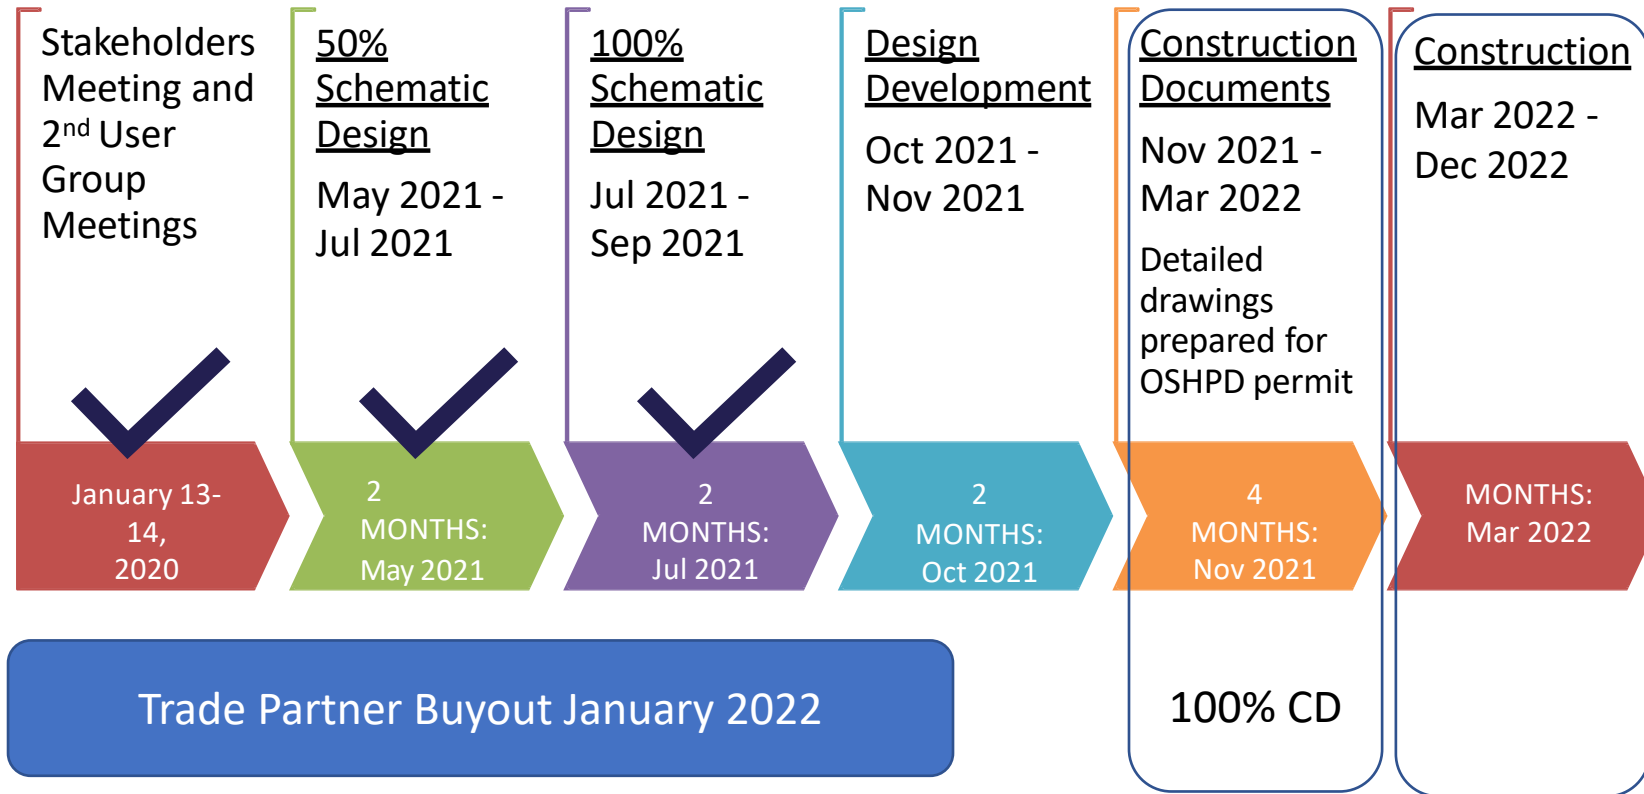 Stakeholders
Meeting and
2nd User
Group
Meetings
50%
Schematic
Design
May 2021 -
Jul 2021
100%
Schematic
Design
Jul 2021 -
Sep 2021
Design
Development
Oct 2021 -
Nov 2021
Construction
Documents
Nov 2021 -
Mar 2022
Detailed
drawings
prepared for
OSHPD permit
Construction
Mar 2022 -
Dec 2022
January 13-
14,
2020
2
MONTHS:
May 2021
2
MONTHS:
Jul 2021
2
MONTHS:
Oct 2021
4
MONTHS:
Nov 2021
MONTHS:
Mar 2022
Trade Partner Buyout January 2022
100% CD